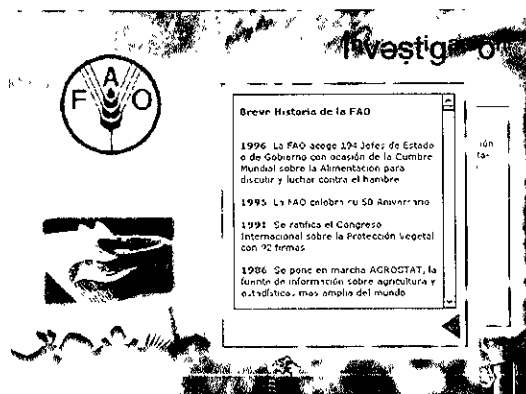 Investigación
F A O
Breve Historia de la FAO
1996 La FAO acoge 194 Jefes de Estado
o de Gobierno con ocasión de la Cumbre
Mundial sobre la Alimentación para
discutir y luchar contra el hambre
1995 La FAO celebra su 50 Aniversario
1991 Se ratifica el Congreso
Internacional sobre la Protección Vegetal
con 92 firmas
1986 Se pone en marcha AGROSTAT, la
fuente de información sobre agricultura y
estadísticas mas amplia del mundo